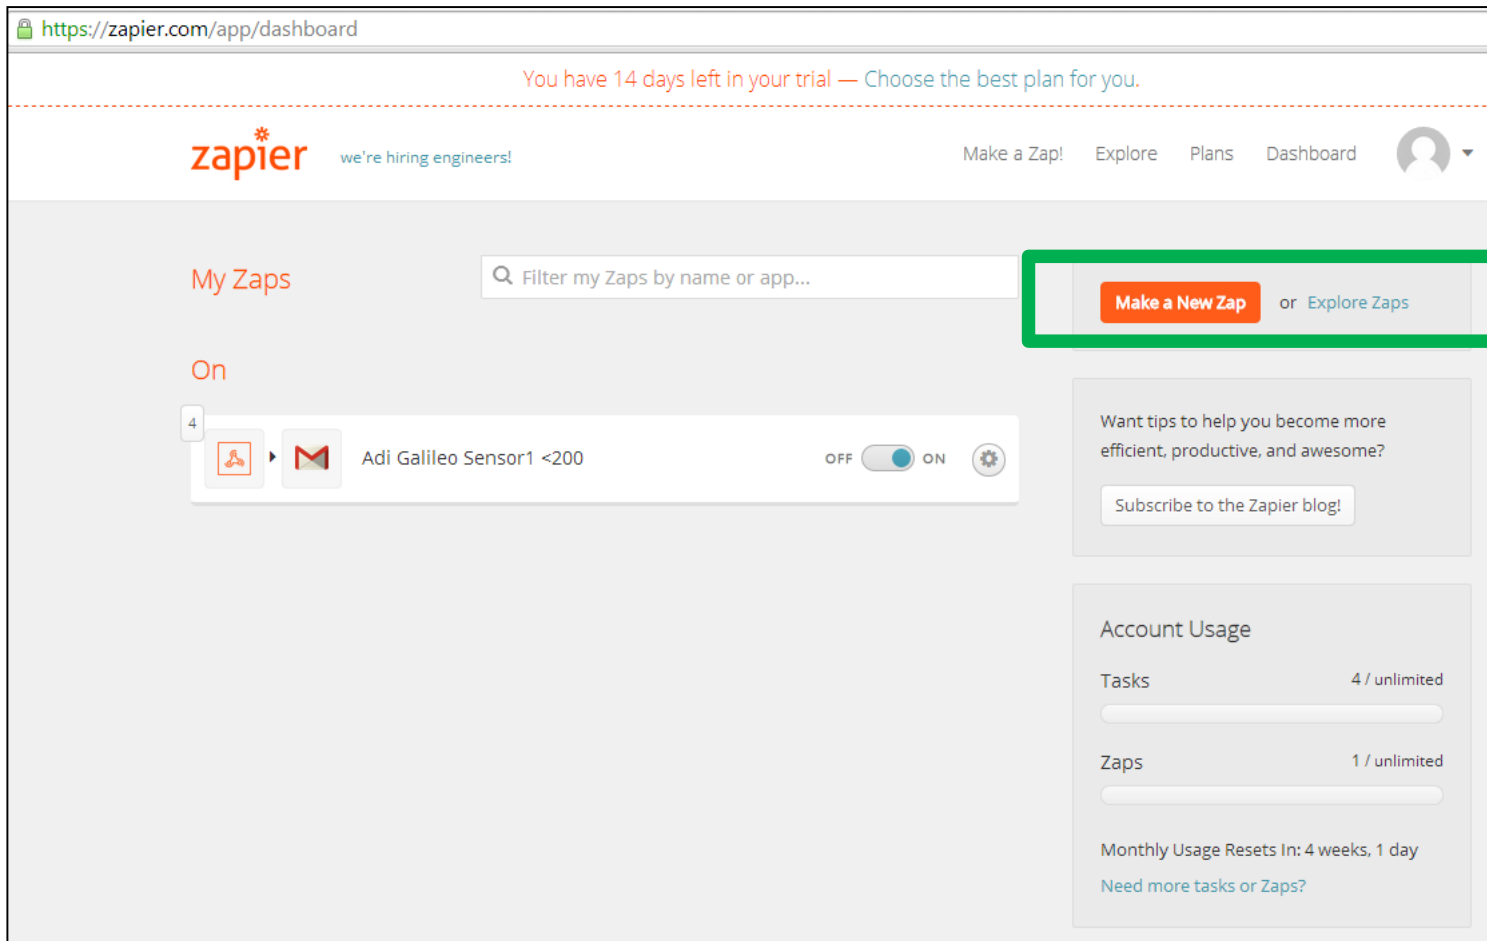 https://zapier.com/app/dashboard
You have 14 days left in your trial — Choose the best plan for you.
zapier we're hiring engineers! Make a Zap! Explore Plans Dashboard
My Zaps
Filter my Zaps by name or app...
Make a New Zap or Explore Zaps
On
4
Adi Galileo Sensor1 <200 OFF ON
Want tips to help you become more
efficient, productive, and awesome?
Subscribe to the Zapier blog!
Account Usage
Tasks 4 / unlimited
Zaps 1 / unlimited
Monthly Usage Resets In: 4 weeks, 1 day
Need more tasks or Zaps?